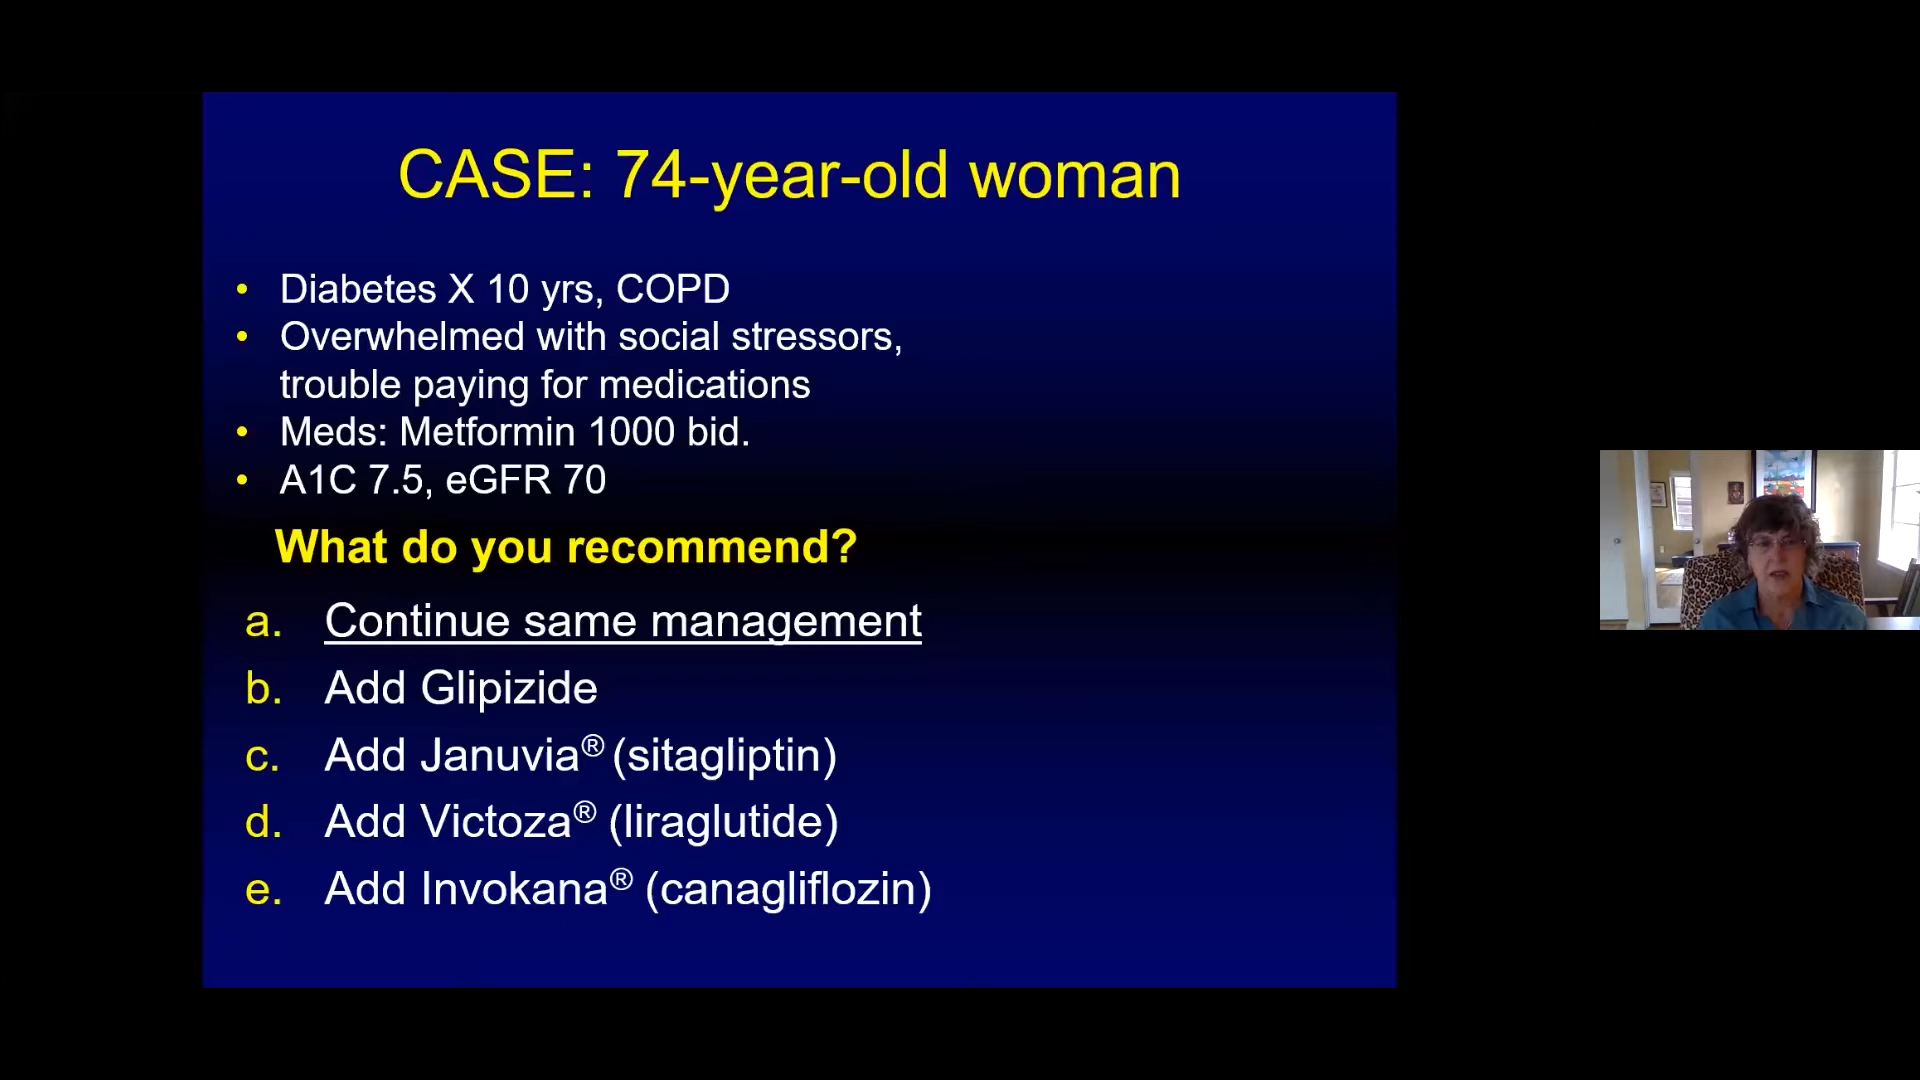 CASE: 74-year-old woman
• Diabetes X 10 yrs, COPD
• Overwhelmed with social stressors,
trouble paying for medications
• Meds: Metformin 1000 bid.
• A1C 7.5, eGFR 70
What do you recommend?
a. Continue same management
b. Add Glipizide
c. Add Januvia® (sitagliptin)
d. Add Victoza® (liraglutide)
e. Add Invokana® (canagliflozin)